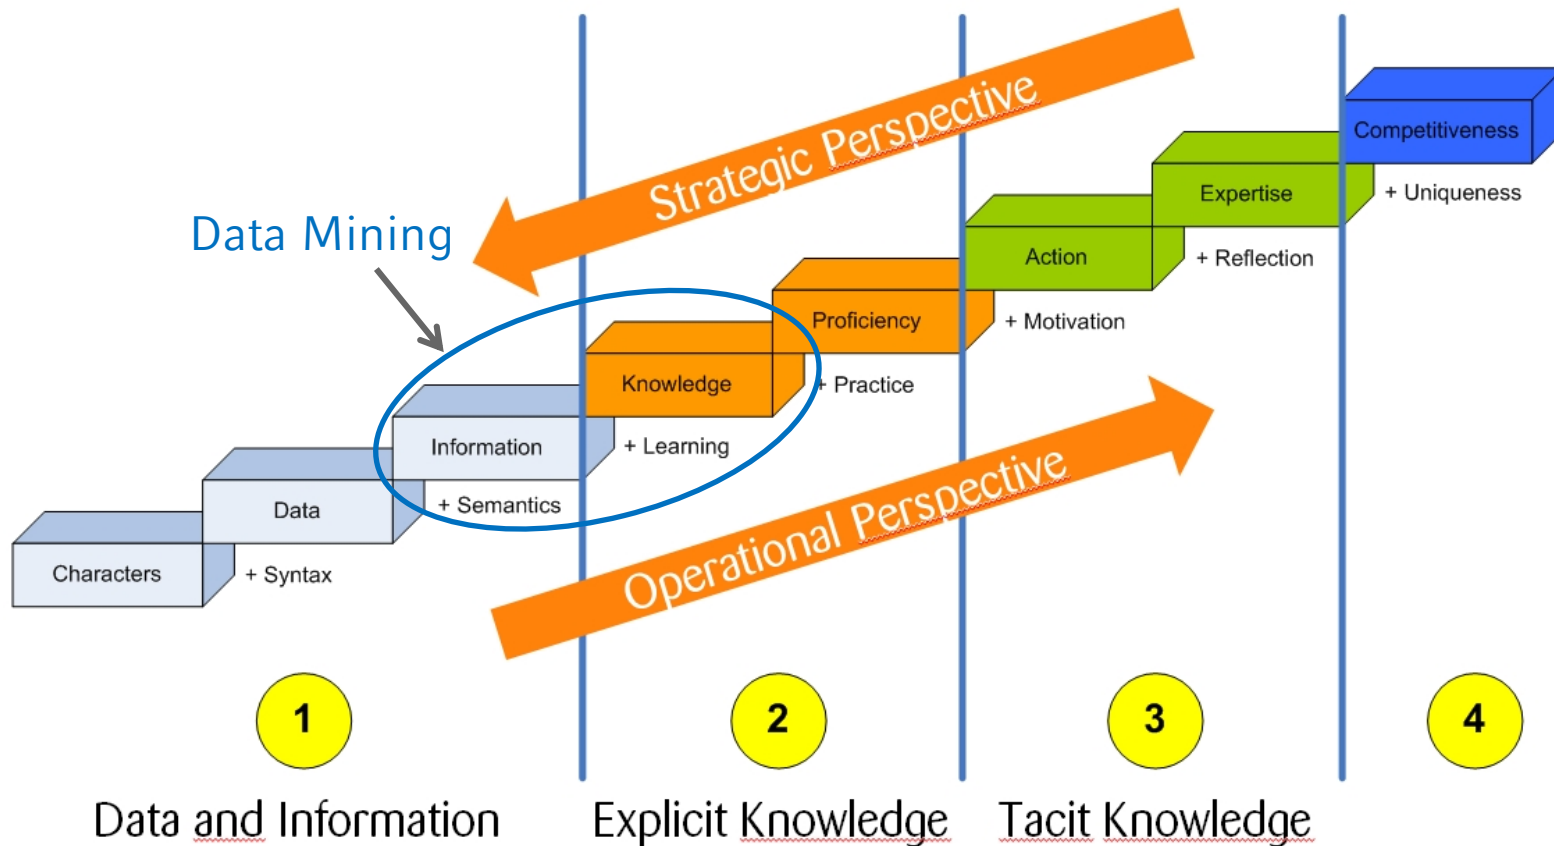 Strategic Perspective
Competitiveness
Expertise
+ Uniqueness
Data Mining
Action
+ Reflection
Proficiency
+ Motivation
Knowledge
+ Practice
Information
+ Learning
Data
+ Semantics
Operational Perspective
Characters
+ Syntax
1
2
3
4
Data and Information
Explicit Knowledge
Tacit Knowledge